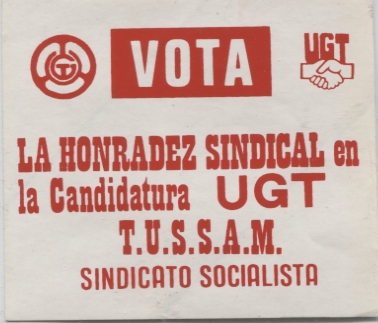 VOTA
UGT
LA HONRADEZ SINDICAL en
la Candidatura UGT
T.U.S.S.A.M.
SINDICATO SOCIALISTA